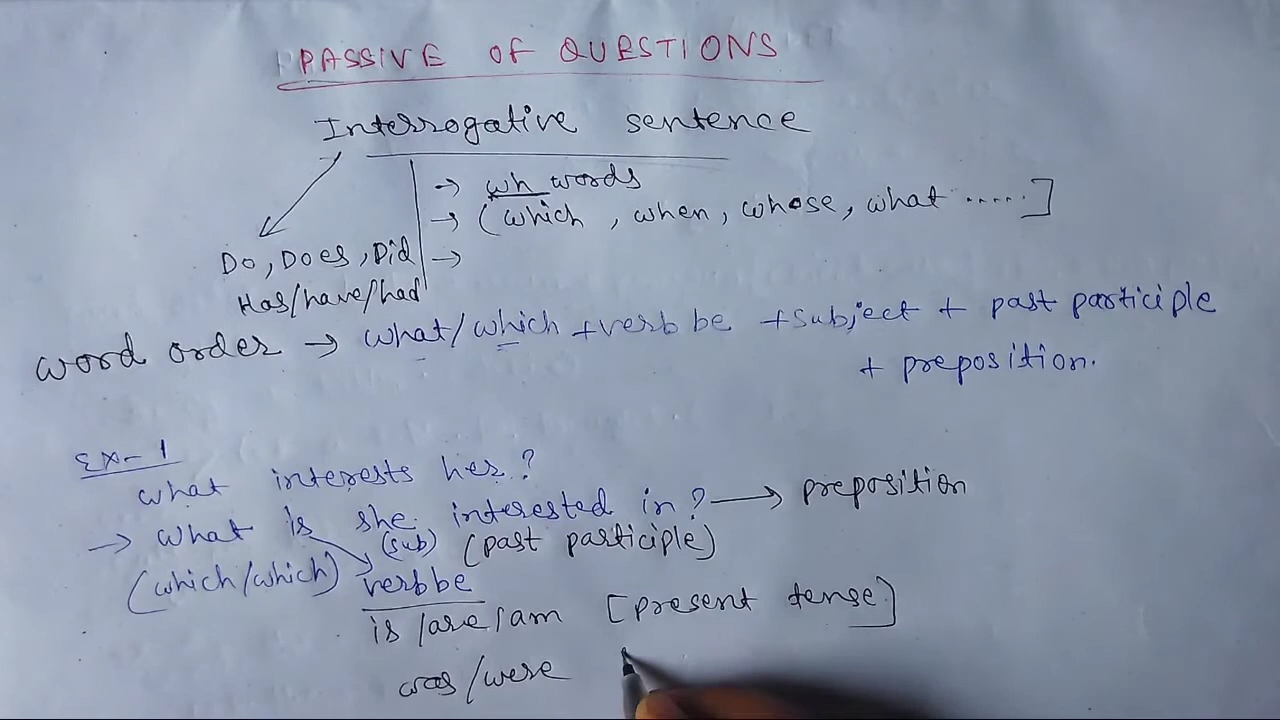 PASSIVE OF QUESTIONS
Interrogative sentence
→ wh words
→ (which, when, whose, what .....]
Do, Does, Did →
Has/have/had
word order → what/which +verb be +subject + past participle
+ preposition.
Ex-1
what interests her?
→ what is she interested in? → preposition
(sub) (past participle)
(which/which) verb be
is/are/am [present tense]
was/were